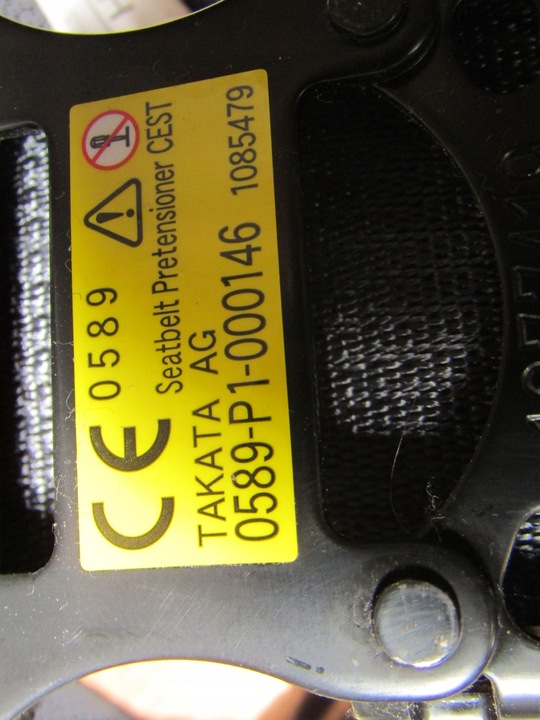 CE 0589
Seatbelt Pretensioner CEST
TAKATA AG
0589-P1-000146 1085479